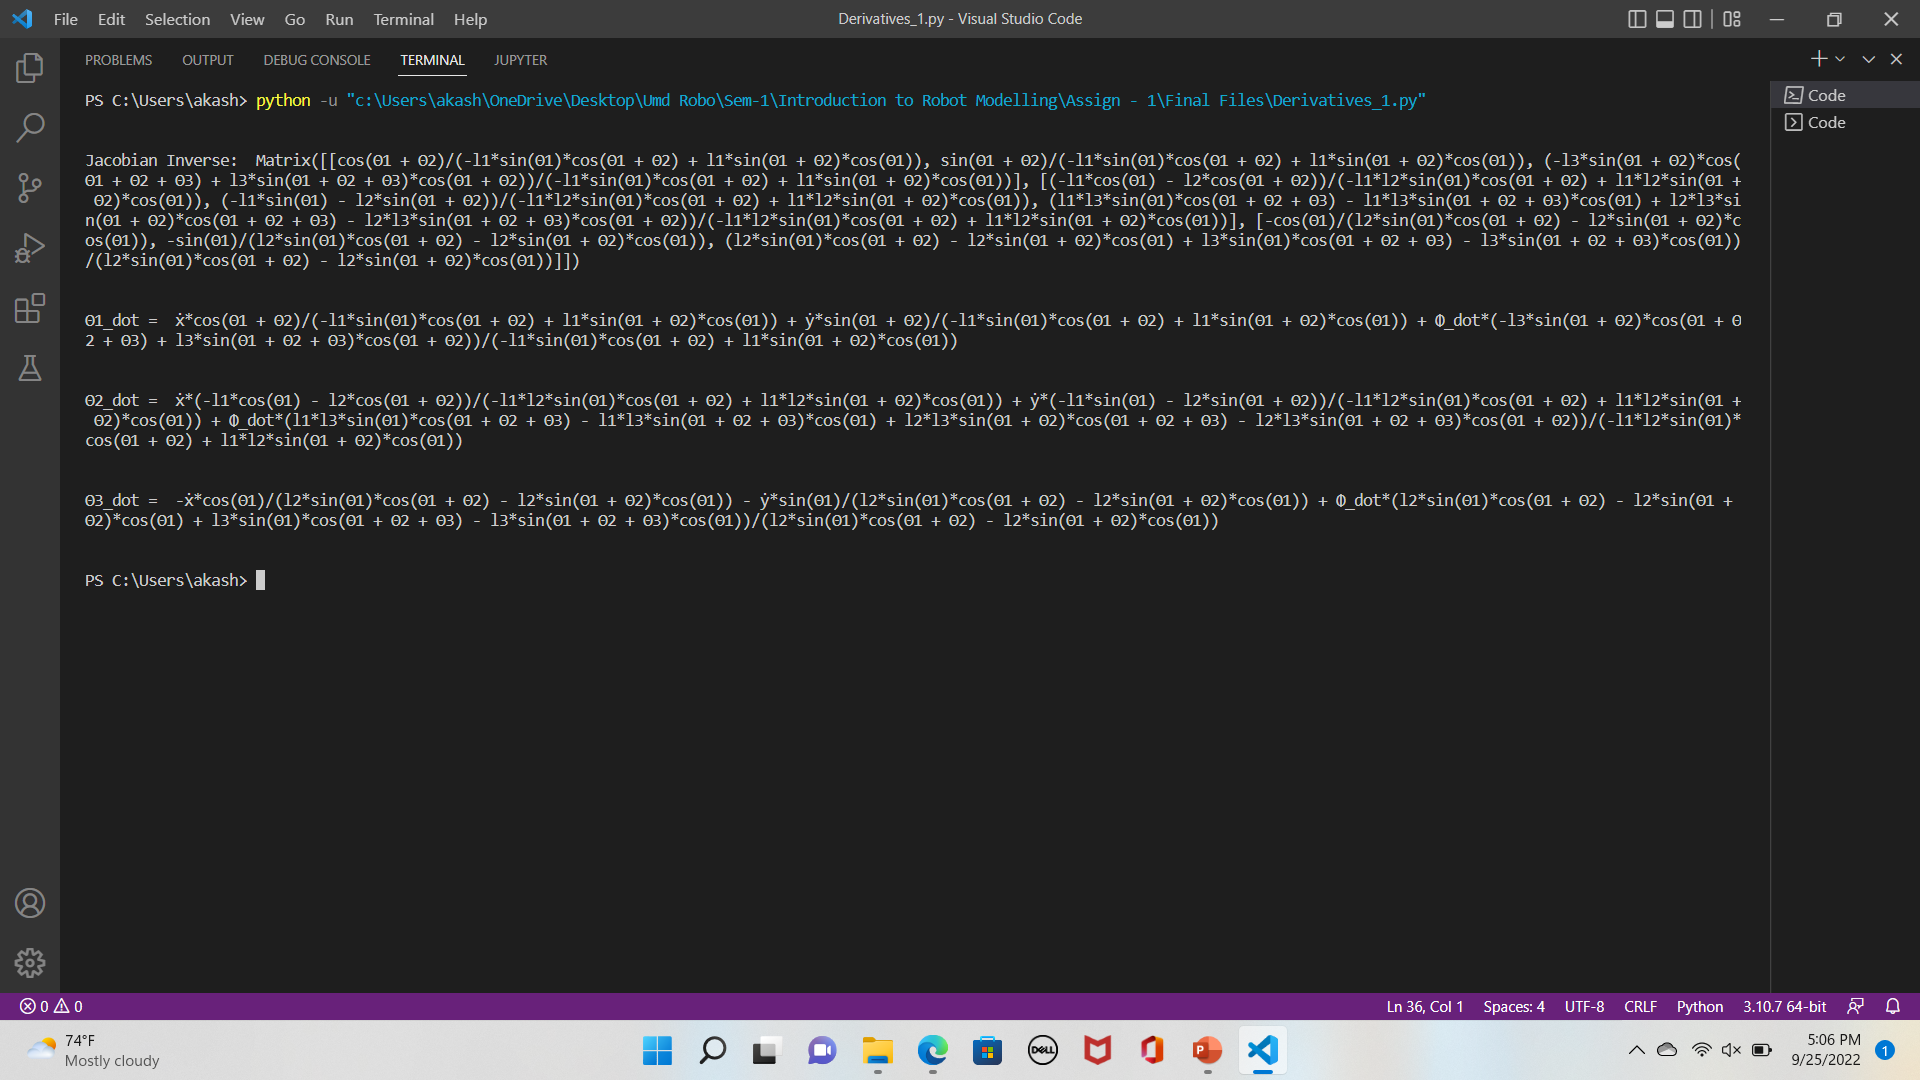 File Edit Selection View Go Run Terminal Help
Derivatives_1.py - Visual Studio Code
PROBLEMS OUTPUT DEBUG CONSOLE TERMINAL JUPYTER
PS C:\Users\akash> python -u "c:\Users\akash\OneDrive\Desktop\Umd Robo\Sem-1\Introduction to Robot Modelling\Assign - 1\Final Files\Derivatives_1.py"
Code
Code
Jacobian Inverse:  Matrix([[cos(θ1 + θ2)/(-l1*sin(θ1)*cos(θ1 + θ2) + l1*sin(θ1 + θ2)*cos(θ1)), sin(θ1 + θ2)/(-l1*sin(θ1)*cos(θ1 + θ2) + l1*sin(θ1 + θ2)*cos(θ1)), (-l3*sin(θ1 + θ2)*cos(
θ1 + θ2 + θ3) + l3*sin(θ1 + θ2 + θ3)*cos(θ1 + θ2))/(-l1*sin(θ1)*cos(θ1 + θ2) + l1*sin(θ1 + θ2)*cos(θ1))], [(-l1*cos(θ1) - l2*cos(θ1 + θ2))/(-l1*l2*sin(θ1)*cos(θ1 + θ2) + l1*l2*sin(θ1 +
θ2)*cos(θ1)), (-l1*sin(θ1) - l2*sin(θ1 + θ2))/(-l1*l2*sin(θ1)*cos(θ1 + θ2) + l1*l2*sin(θ1 + θ2)*cos(θ1)), (l1*l3*sin(θ1)*cos(θ1 + θ2 + θ3) - l1*l3*sin(θ1 + θ2 + θ3)*cos(θ1) + l2*l3*si
n(θ1 + θ2)*cos(θ1 + θ2 + θ3) - l2*l3*sin(θ1 + θ2 + θ3)*cos(θ1 + θ2))/(-l1*l2*sin(θ1)*cos(θ1 + θ2) + l1*l2*sin(θ1 + θ2)*cos(θ1))], [-cos(θ1)/(l2*sin(θ1)*cos(θ1 + θ2) - l2*sin(θ1 + θ2)*c
os(θ1)), -sin(θ1)/(l2*sin(θ1)*cos(θ1 + θ2) - l2*sin(θ1 + θ2)*cos(θ1)), (l2*sin(θ1)*cos(θ1 + θ2) - l2*sin(θ1 + θ2)*cos(θ1) + l3*sin(θ1)*cos(θ1 + θ2 + θ3) - l3*sin(θ1 + θ2 + θ3)*cos(θ1))
/(l2*sin(θ1)*cos(θ1 + θ2) - l2*sin(θ1 + θ2)*cos(θ1))]])
θ1_dot =  ẋ*cos(θ1 + θ2)/(-l1*sin(θ1)*cos(θ1 + θ2) + l1*sin(θ1 + θ2)*cos(θ1)) + ẏ*sin(θ1 + θ2)/(-l1*sin(θ1)*cos(θ1 + θ2) + l1*sin(θ1 + θ2)*cos(θ1)) + Φ_dot*(-l3*sin(θ1 + θ2)*cos(θ1 + θ
2 + θ3) + l3*sin(θ1 + θ2 + θ3)*cos(θ1 + θ2))/(-l1*sin(θ1)*cos(θ1 + θ2) + l1*sin(θ1 + θ2)*cos(θ1))
θ2_dot =  ẋ*(-l1*cos(θ1) - l2*cos(θ1 + θ2))/(-l1*l2*sin(θ1)*cos(θ1 + θ2) + l1*l2*sin(θ1 + θ2)*cos(θ1)) + ẏ*(-l1*sin(θ1) - l2*sin(θ1 + θ2))/(-l1*l2*sin(θ1)*cos(θ1 + θ2) + l1*l2*sin(θ1 +
θ2)*cos(θ1)) + Φ_dot*(l1*l3*sin(θ1)*cos(θ1 + θ2 + θ3) - l1*l3*sin(θ1 + θ2 + θ3)*cos(θ1) + l2*l3*sin(θ1 + θ2)*cos(θ1 + θ2 + θ3) - l2*l3*sin(θ1 + θ2 + θ3)*cos(θ1 + θ2))/(-l1*l2*sin(θ1)*
cos(θ1 + θ2) + l1*l2*sin(θ1 + θ2)*cos(θ1))
θ3_dot =  -ẋ*cos(θ1)/(l2*sin(θ1)*cos(θ1 + θ2) - l2*sin(θ1 + θ2)*cos(θ1)) - ẏ*sin(θ1)/(l2*sin(θ1)*cos(θ1 + θ2) - l2*sin(θ1 + θ2)*cos(θ1)) + Φ_dot*(l2*sin(θ1)*cos(θ1 + θ2) - l2*sin(θ1 +
θ2)*cos(θ1) + l3*sin(θ1)*cos(θ1 + θ2 + θ3) - l3*sin(θ1 + θ2 + θ3)*cos(θ1))/(l2*sin(θ1)*cos(θ1 + θ2) - l2*sin(θ1 + θ2)*cos(θ1))
PS C:\Users\akash>
0 0 Ln 36, Col 1 Spaces: 4 UTF-8 CRLF Python 3.10.7 64-bit
74°F
Mostly cloudy
DELL
P
5:06 PM
9/25/2022
1